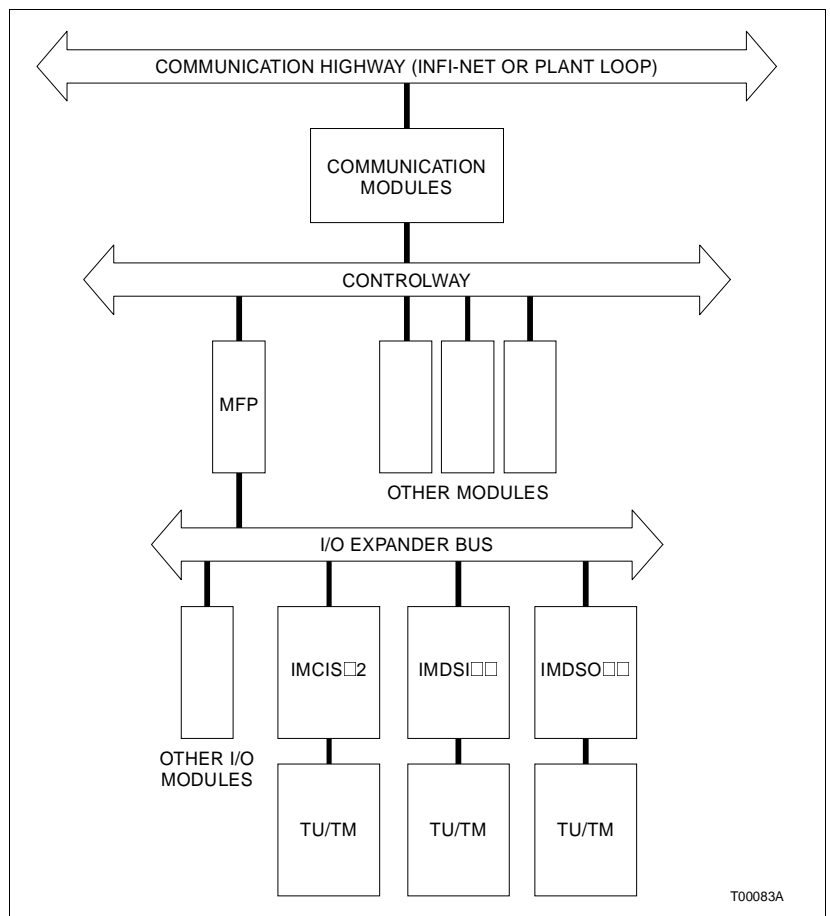 COMMUNICATION HIGHWAY (INFI-NET OR PLANT LOOP)
COMMUNICATION
MODULES
CONTROLWAY
MFP
OTHER MODULES
I/O EXPANDER BUS
IMCIS□2
IMDSI□□
IMDSO□□
OTHER I/O
MODULES
TU/TM
TU/TM
TU/TM
T00083A